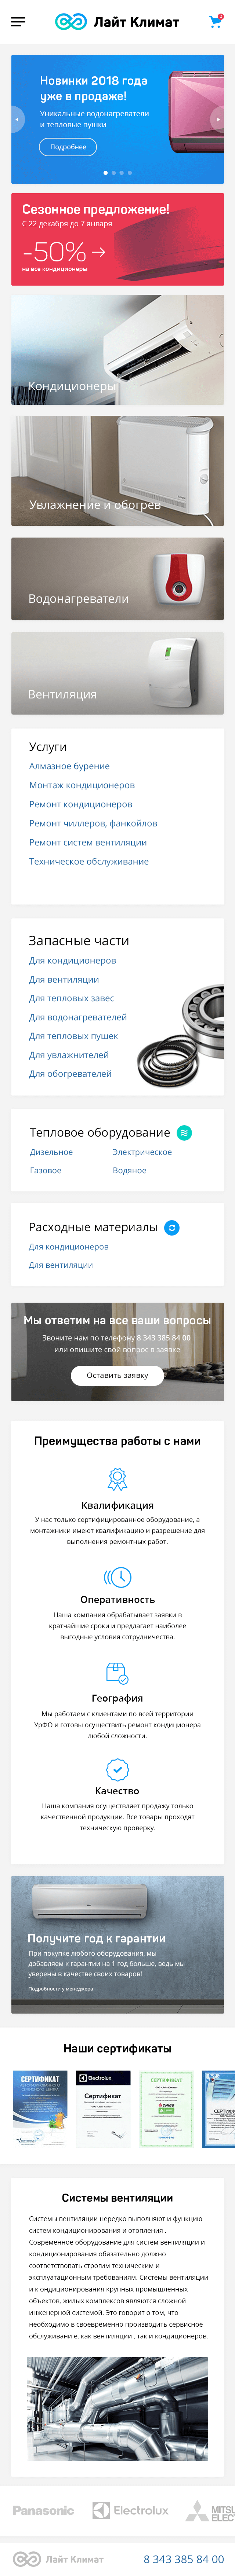 Лайт Климат
Новинки 2018 года
уже в продаже!
Уникальные водонагреватели
и тепловые пушки
Подробнее
Сезонное предложение!
С 22 декабря до 7 января
-50%
на все кондиционеры
Кондиционеры
Увлажнение и обогрев
Водонагреватели
Вентиляция
Услуги
Алмазное бурение
Монтаж кондиционеров
Ремонт кондиционеров
Ремонт чиллеров, фанкойлов
Ремонт систем вентиляции
Техническое обслуживание
Запасные части
Для кондиционеров
Для вентиляции
Для тепловых завес
Для водонагревателей
Для тепловых пушек
Для увлажнителей
Для обогревателей
Тепловое оборудование
Дизельное Электрическое
Газовое Водяное
Расходные материалы
Для кондиционеров
Для вентиляции
Мы ответим на все ваши вопросы
Звоните нам по телефону 8 343 385 84 00
или опишите свой вопрос в заявке
Оставить заявку
Преимущества работы с нами
Квалификация
У нас только сертифицированное оборудование, а
монтажники имеют квалификацию и разрешение для
выполнения ремонтных работ.
Оперативность
Наша компания обрабатывает заявки в
кратчайшие сроки и предлагает наиболее
выгодные условия сотрудничества.
География
Мы работаем с клиентами по всей территории
УрФО и готовы осуществить ремонт кондиционера
любой сложности.
Качество
Наша компания осуществляет продажу только
качественной продукции. Все товары проходят
техническую проверку.
Получите год к гарантии
При покупке любого оборудования, мы
добавляем к гарантии на 1 год больше, ведь мы
уверены в качестве своих товаров!
Подробности у менеджера
Наши сертификаты
СЕРТИФИКАТ
Electrolux
Сертификат
СЕРТИФИКАТ
Системы вентиляции
Системы вентиляции нередко выполняют и функцию
систем кондиционирования и отопления .
Современное оборудование для систем вентиляции и
кондиционирования обязательно должно
соответствовать строгим техническим и
эксплуатационным требованиям. Системы вентиляции
и к ондиционирования крупных промышленных
объектов, жилых комплексов являются сложной
инженерной системой. Это говорит о том, что
необходимо в своевременно производить сервисное
обслуживани е, как вентиляции , так и кондиционеров.
Panasonic Electrolux MITSU
ELEC
Лайт Климат 8 343 385 84 00